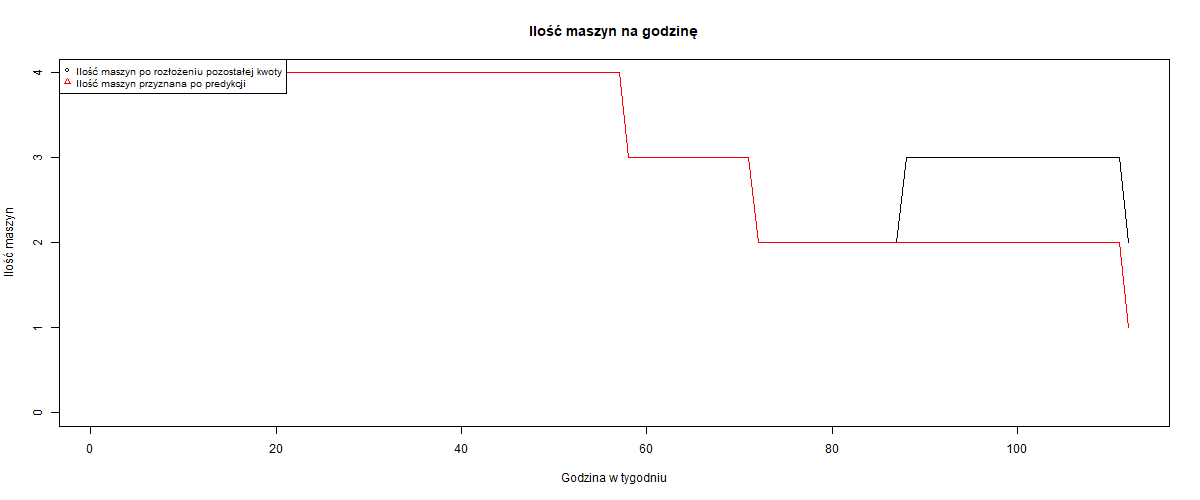 Ilość maszyn na godzinę
Ilość maszyn po rozłożeniu pozostałej kwoty
Ilość maszyn przyznana po predykcji
Ilość maszyn
4
3
2
1
0
0 20 40 60 80 100
Godzina w tygodniu